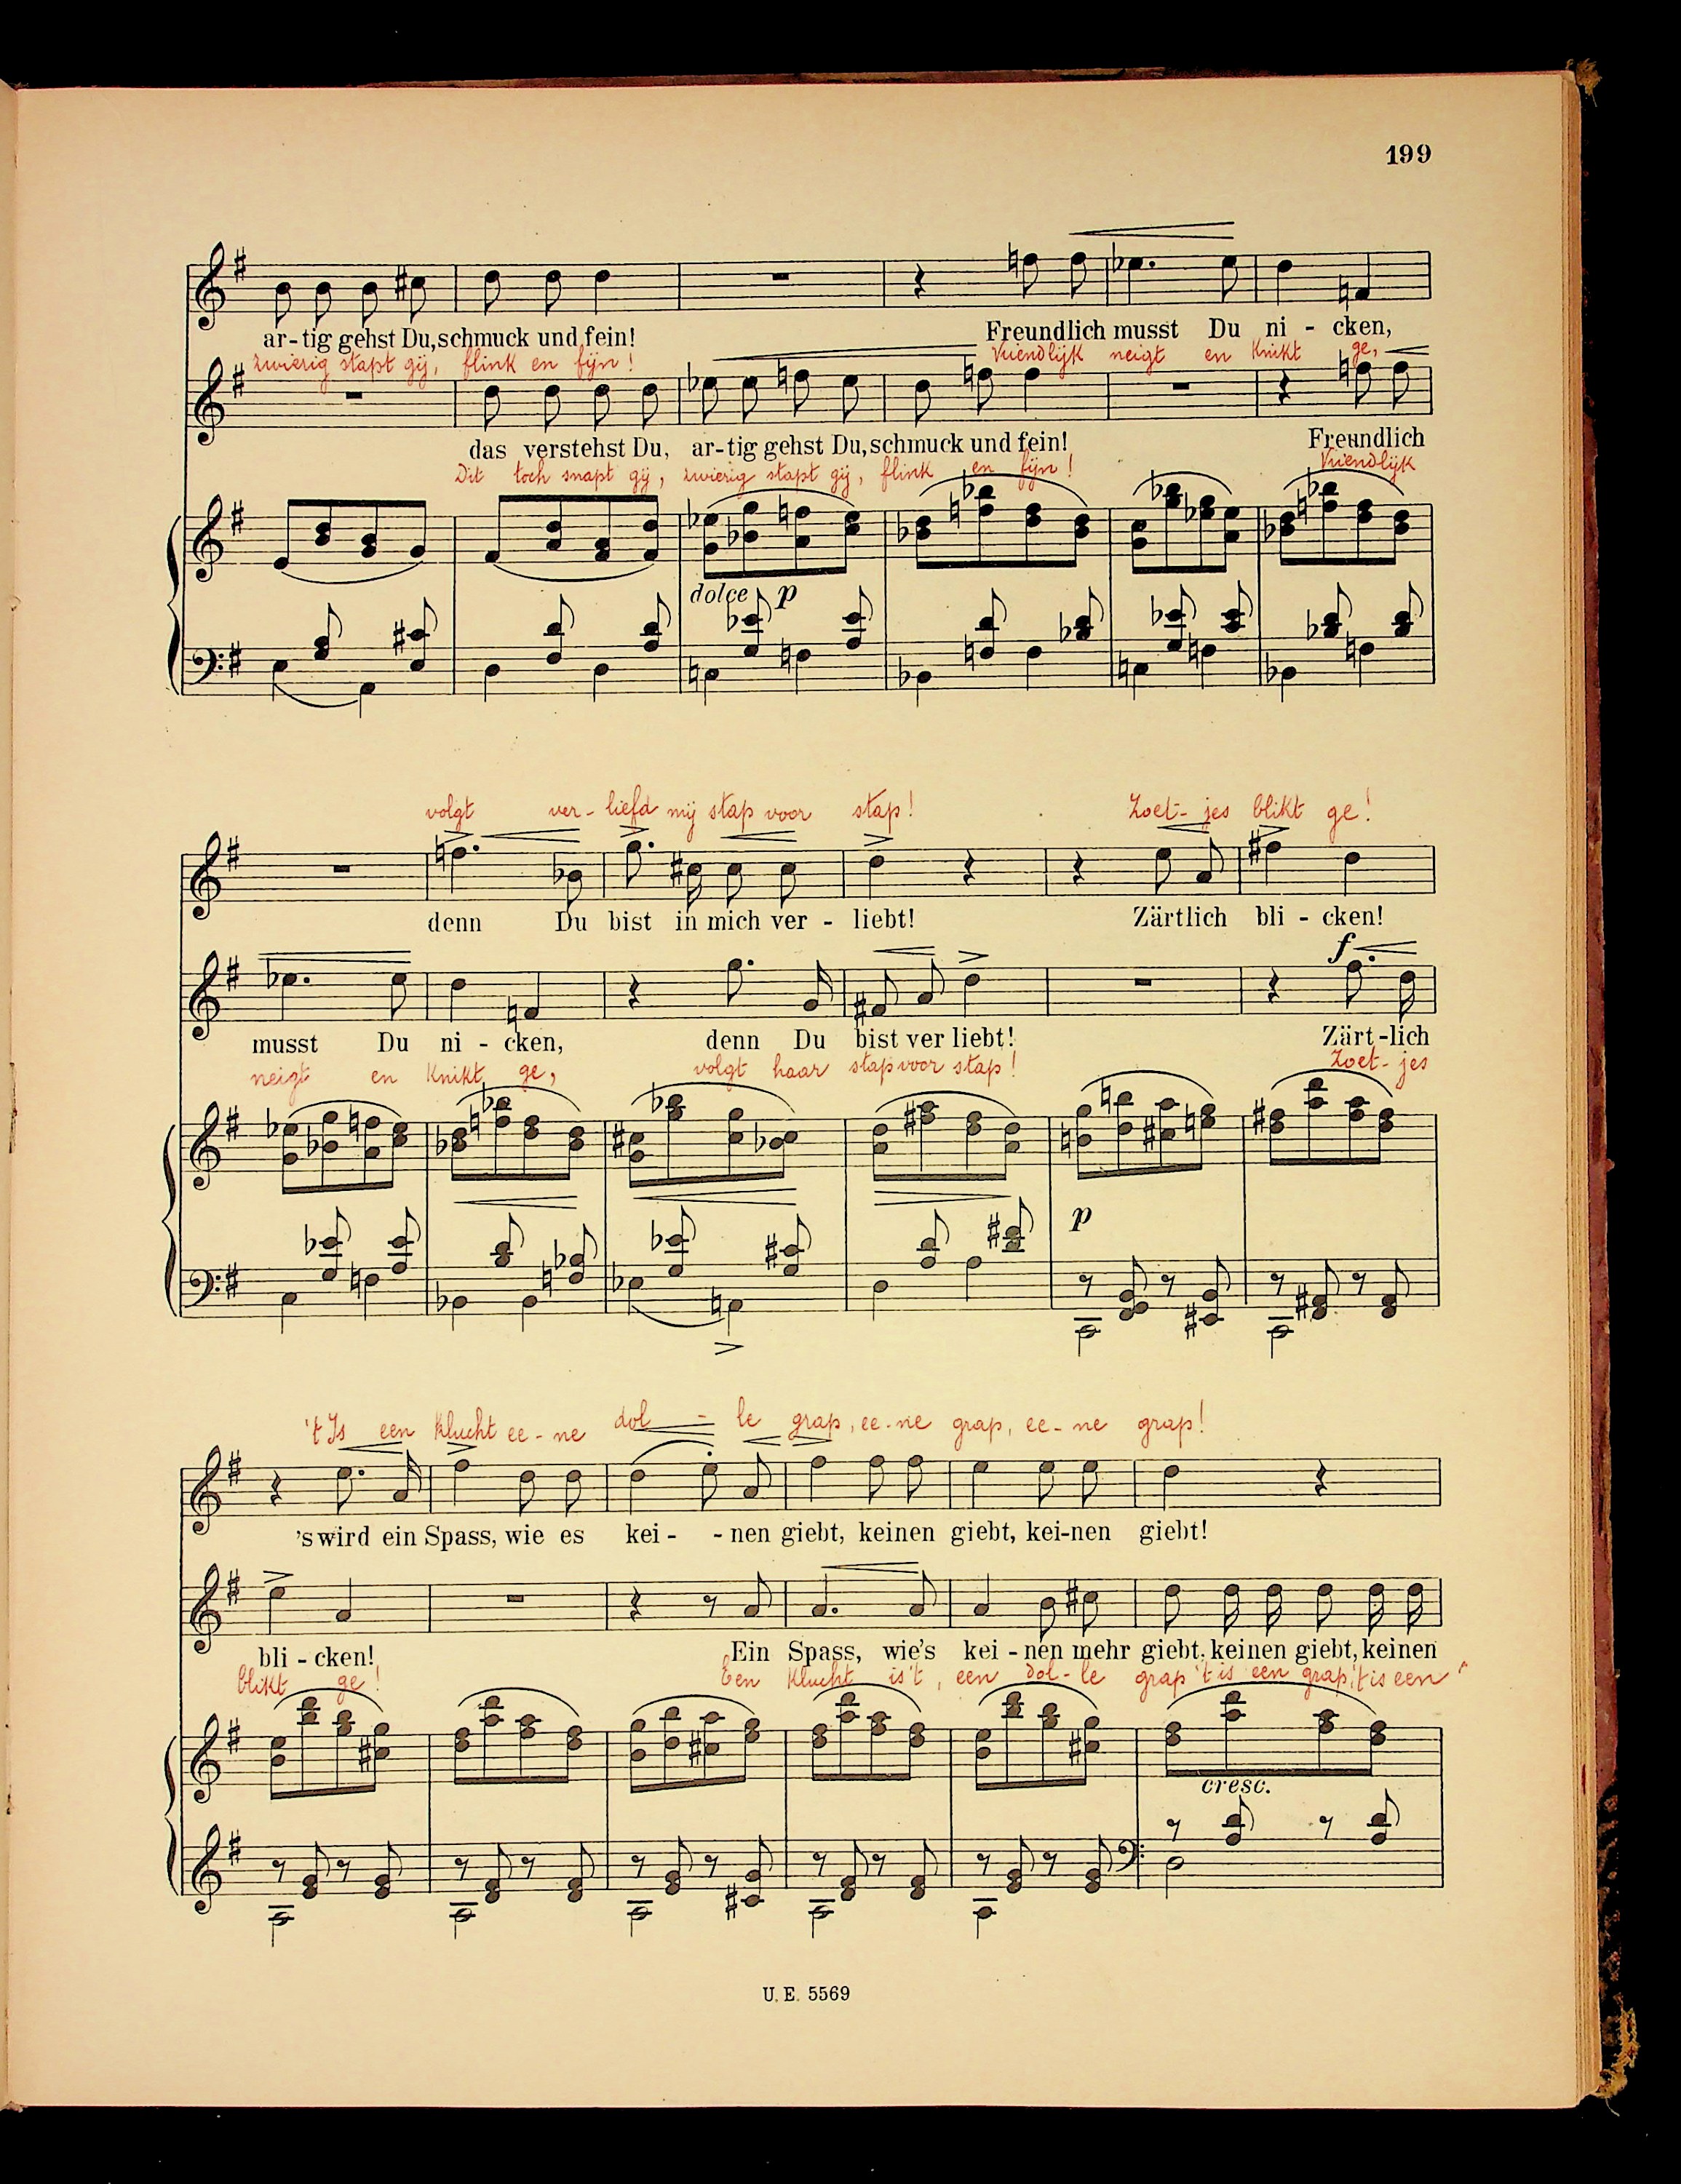 199
ar-tig gehst Du, schmuck und fein! Freundlich musst Du ni - cken,
zwierig stapt gij, flink en fijn! Vriendlijk neigt en knikt ge,
das verstehst Du, ar-tig gehst Du, schmuck und fein! Freundlich
Dit toch snapt gij, zwierig stapt gij, flink en fijn! Vriendlijk
dolce p
volgt ver- liefd mij stap voor stap! Zoet- jes blikt ge!
denn Du bist in mich ver - liebt! Zärtlich bli - cken!
f
musst Du ni - cken, denn Du bist ver liebt! Zärt-lich
neigt en knikt ge, volgt haar stap voor stap! Zoet- jes
p
't Is een klucht ee - ne dol - le grap, ee - ne grap, ee - ne grap!
's wird ein Spass, wie es kei - - nen giebt, keinen giebt, kei-nen giebt!
bli - cken! Ein Spass, wie's kei - nen mehr giebt, keinen giebt, keinen
blikt ge! Een klucht is 't, een dol- le grap 't is een grap, 't is een
cresc.
U. E. 5569